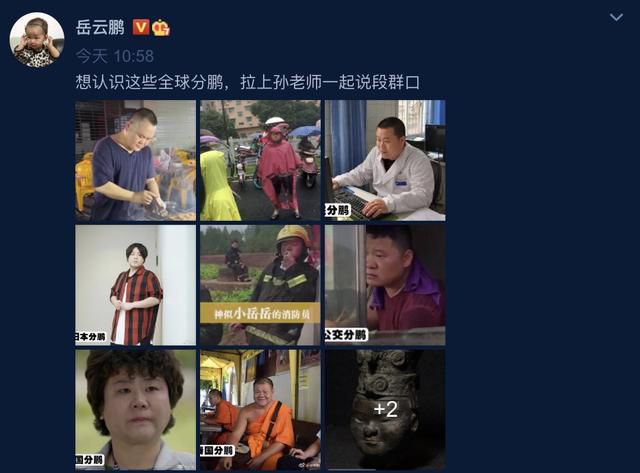 岳云鹏
今天 10:58
想认识这些全球分鹏，拉上孙老师一起说段群口
分鹏
神似小岳岳的消防员
日本分鹏
公交分鹏
国分鹏
国分鹏
+2